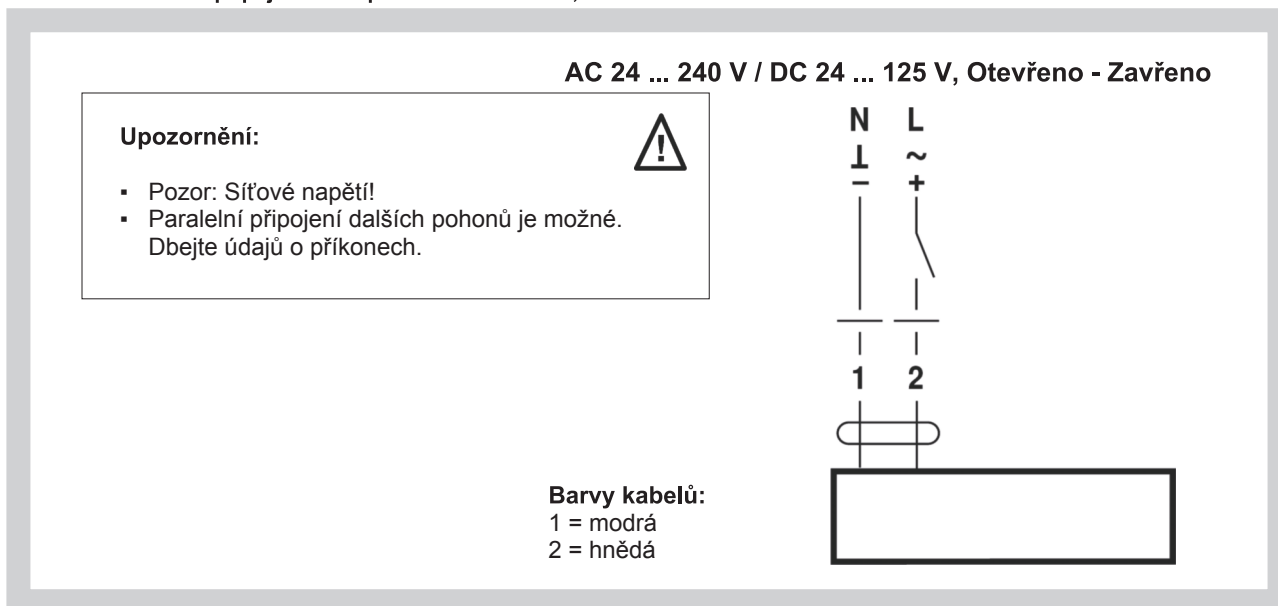 AC 24 ... 240 V / DC 24 ... 125 V, Otevřeno - Zavřeno
Upozornění:
▪ Pozor: Síťové napětí!
▪ Paralelní připojení dalších pohonů je možné.
Dbejte údajů o příkonech.
N L
⊥ ~
– +
1 2
Barvy kabelů:
1 = modrá
2 = hnědá